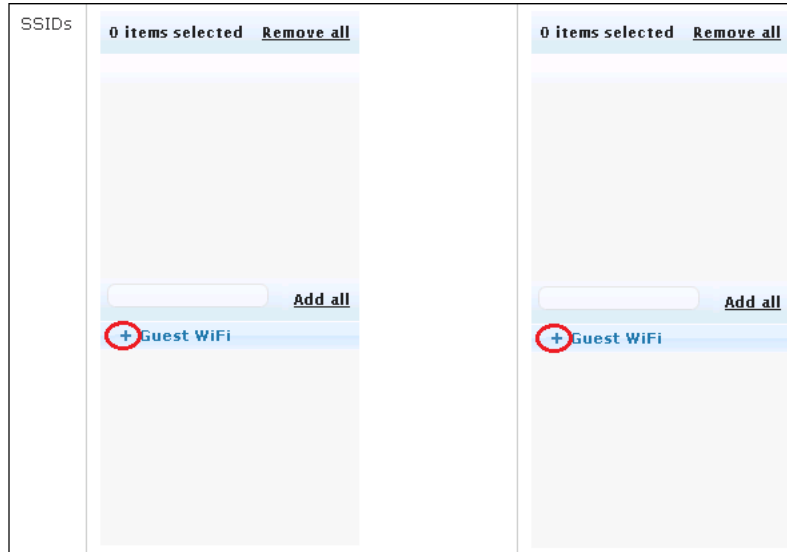 SSIDs
0 items selected Remove all
Add all
+ Guest WiFi
0 items selected Remove all
Add all
+ Guest WiFi